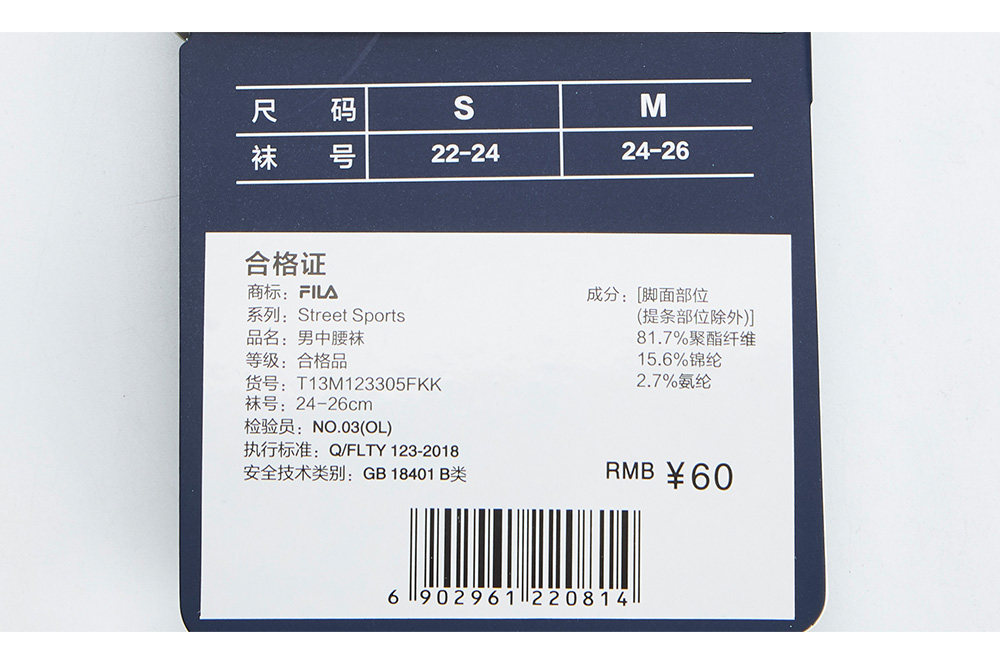 尺 码 S M
袜 号 22-24 24-26
合格证
商标：FILA
系列：Street Sports
品名：男中腰袜
等级：合格品
货号：T13M123305FKK
袜号：24-26cm
检验员：NO.03(OL)
执行标准：Q/FLTY 123-2018
安全技术类别：GB 18401 B类
成分：[脚面部位
(提条部位除外)]
81.7%聚酯纤维
15.6%锦纶
2.7%氨纶
RMB ¥60
6 902961 220814